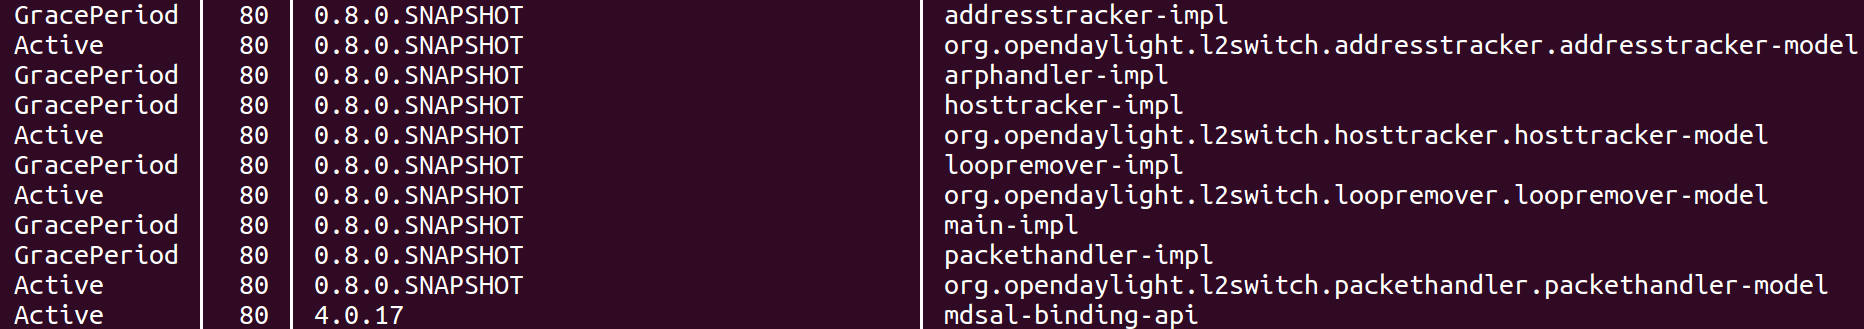 GracePeriod │ 80 │ 0.8.0.SNAPSHOT │ addresstracker-impl
Active │ 80 │ 0.8.0.SNAPSHOT │ org.opendaylight.l2switch.addresstracker.addresstracker-model
GracePeriod │ 80 │ 0.8.0.SNAPSHOT │ arphandler-impl
GracePeriod │ 80 │ 0.8.0.SNAPSHOT │ hosttracker-impl
Active │ 80 │ 0.8.0.SNAPSHOT │ org.opendaylight.l2switch.hosttracker.hosttracker-model
GracePeriod │ 80 │ 0.8.0.SNAPSHOT │ loopremover-impl
Active │ 80 │ 0.8.0.SNAPSHOT │ org.opendaylight.l2switch.loopremover.loopremover-model
GracePeriod │ 80 │ 0.8.0.SNAPSHOT │ main-impl
GracePeriod │ 80 │ 0.8.0.SNAPSHOT │ packethandler-impl
Active │ 80 │ 0.8.0.SNAPSHOT │ org.opendaylight.l2switch.packethandler.packethandler-model
Active │ 80 │ 4.0.17 │ mdsal-binding-api